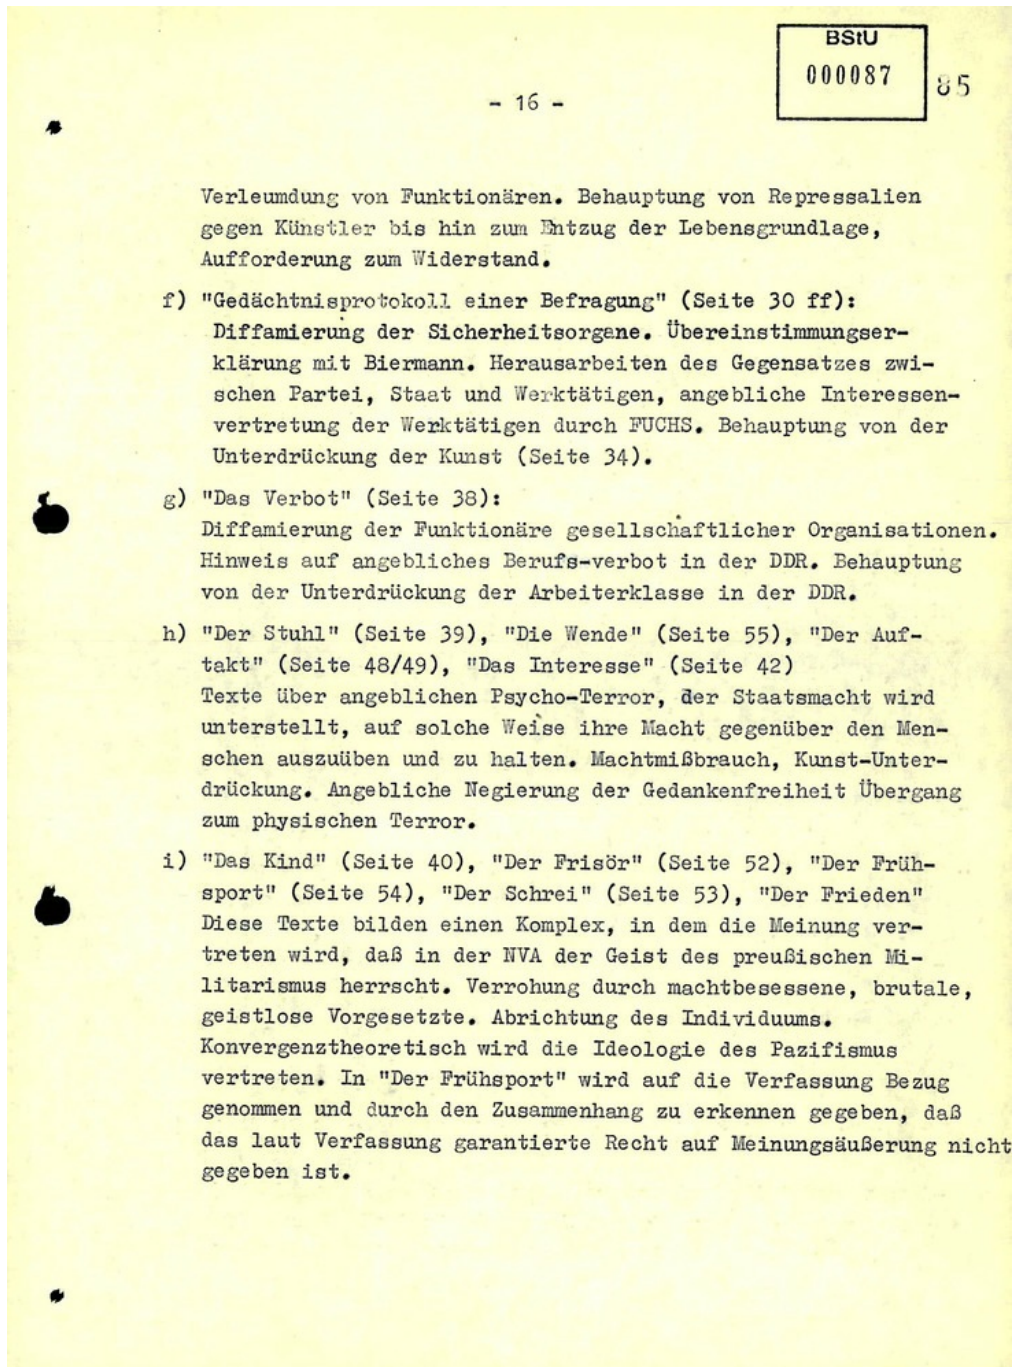 BStU
000087
85
- 16 -
Verleumdung von Funktionären. Behauptung von Repressalien
gegen Künstler bis hin zum Entzug der Lebensgrundlage,
Aufforderung zum Widerstand.
f) "Gedächtnisprotokoll einer Befragung" (Seite 30 ff):
Diffamierung der Sicherheitsorgane. Übereinstimmungser-
klärung mit Biermann. Herausarbeiten des Gegensatzes zwi-
schen Partei, Staat und Werktätigen, angebliche Interessen-
vertretung der Werktätigen durch FUCHS. Behauptung von der
Unterdrückung der Kunst (Seite 34).
g) "Das Verbot" (Seite 38):
Diffamierung der Funktionäre gesellschaftlicher Organisationen.
Hinweis auf angebliches Berufs-verbot in der DDR. Behauptung
von der Unterdrückung der Arbeiterklasse in der DDR.
h) "Der Stuhl" (Seite 39), "Die Wende" (Seite 55), "Der Auf-
takt" (Seite 48/49), "Das Interesse" (Seite 42)
Texte über angeblichen Psycho-Terror, der Staatsmacht wird
unterstellt, auf solche Weise ihre Macht gegenüber den Men-
schen auszuüben und zu halten. Machtmißbrauch, Kunst-Unter-
drückung. Angebliche Negierung der Gedankenfreiheit Übergang
zum physischen Terror.
i) "Das Kind" (Seite 40), "Der Frisör" (Seite 52), "Der Früh-
sport" (Seite 54), "Der Schrei" (Seite 53), "Der Frieden"
Diese Texte bilden einen Komplex, in dem die Meinung ver-
treten wird, daß in der NVA der Geist des preußischen Mi-
litarismus herrscht. Verrohung durch machtbesessene, brutale,
geistlose Vorgesetzte. Abrichtung des Individuums.
Konvergenztheoretisch wird die Ideologie des Pazifismus
vertreten. In "Der Frühsport" wird auf die Verfassung Bezug
genommen und durch den Zusammenhang zu erkennen gegeben, daß
das laut Verfassung garantierte Recht auf Meinungsäußerung nicht
gegeben ist.